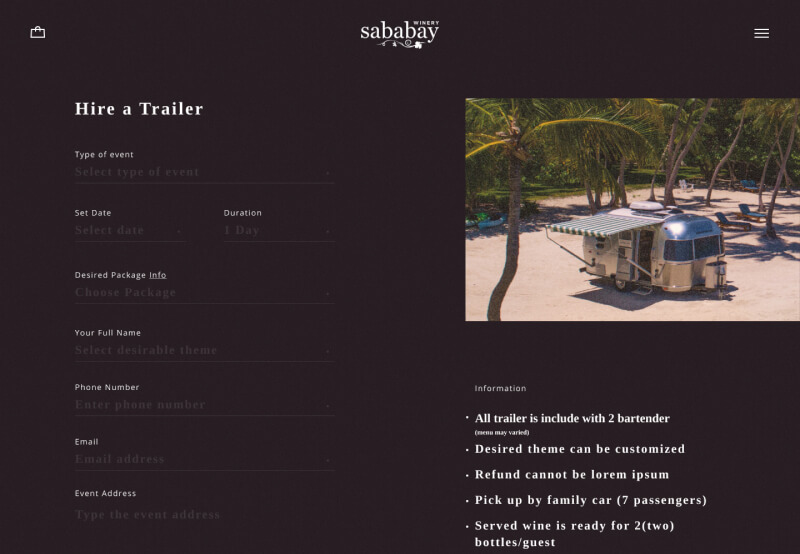 WINERY
sababay
Hire a Trailer
Type of event
Select type of event
Set Date
Duration
Select date
1 Day
Desired Package Info
Choose Package
Your Full Name
Select desirable theme
Phone Number
Enter phone number
Email
Email address
Event Address
Type the event address
Information
All trailer is include with 2 bartender
(menu may varied)
Desired theme can be customized
Refund cannot be lorem ipsum
Pick up by family car (7 passengers)
Served wine is ready for 2(two)
bottles/guest